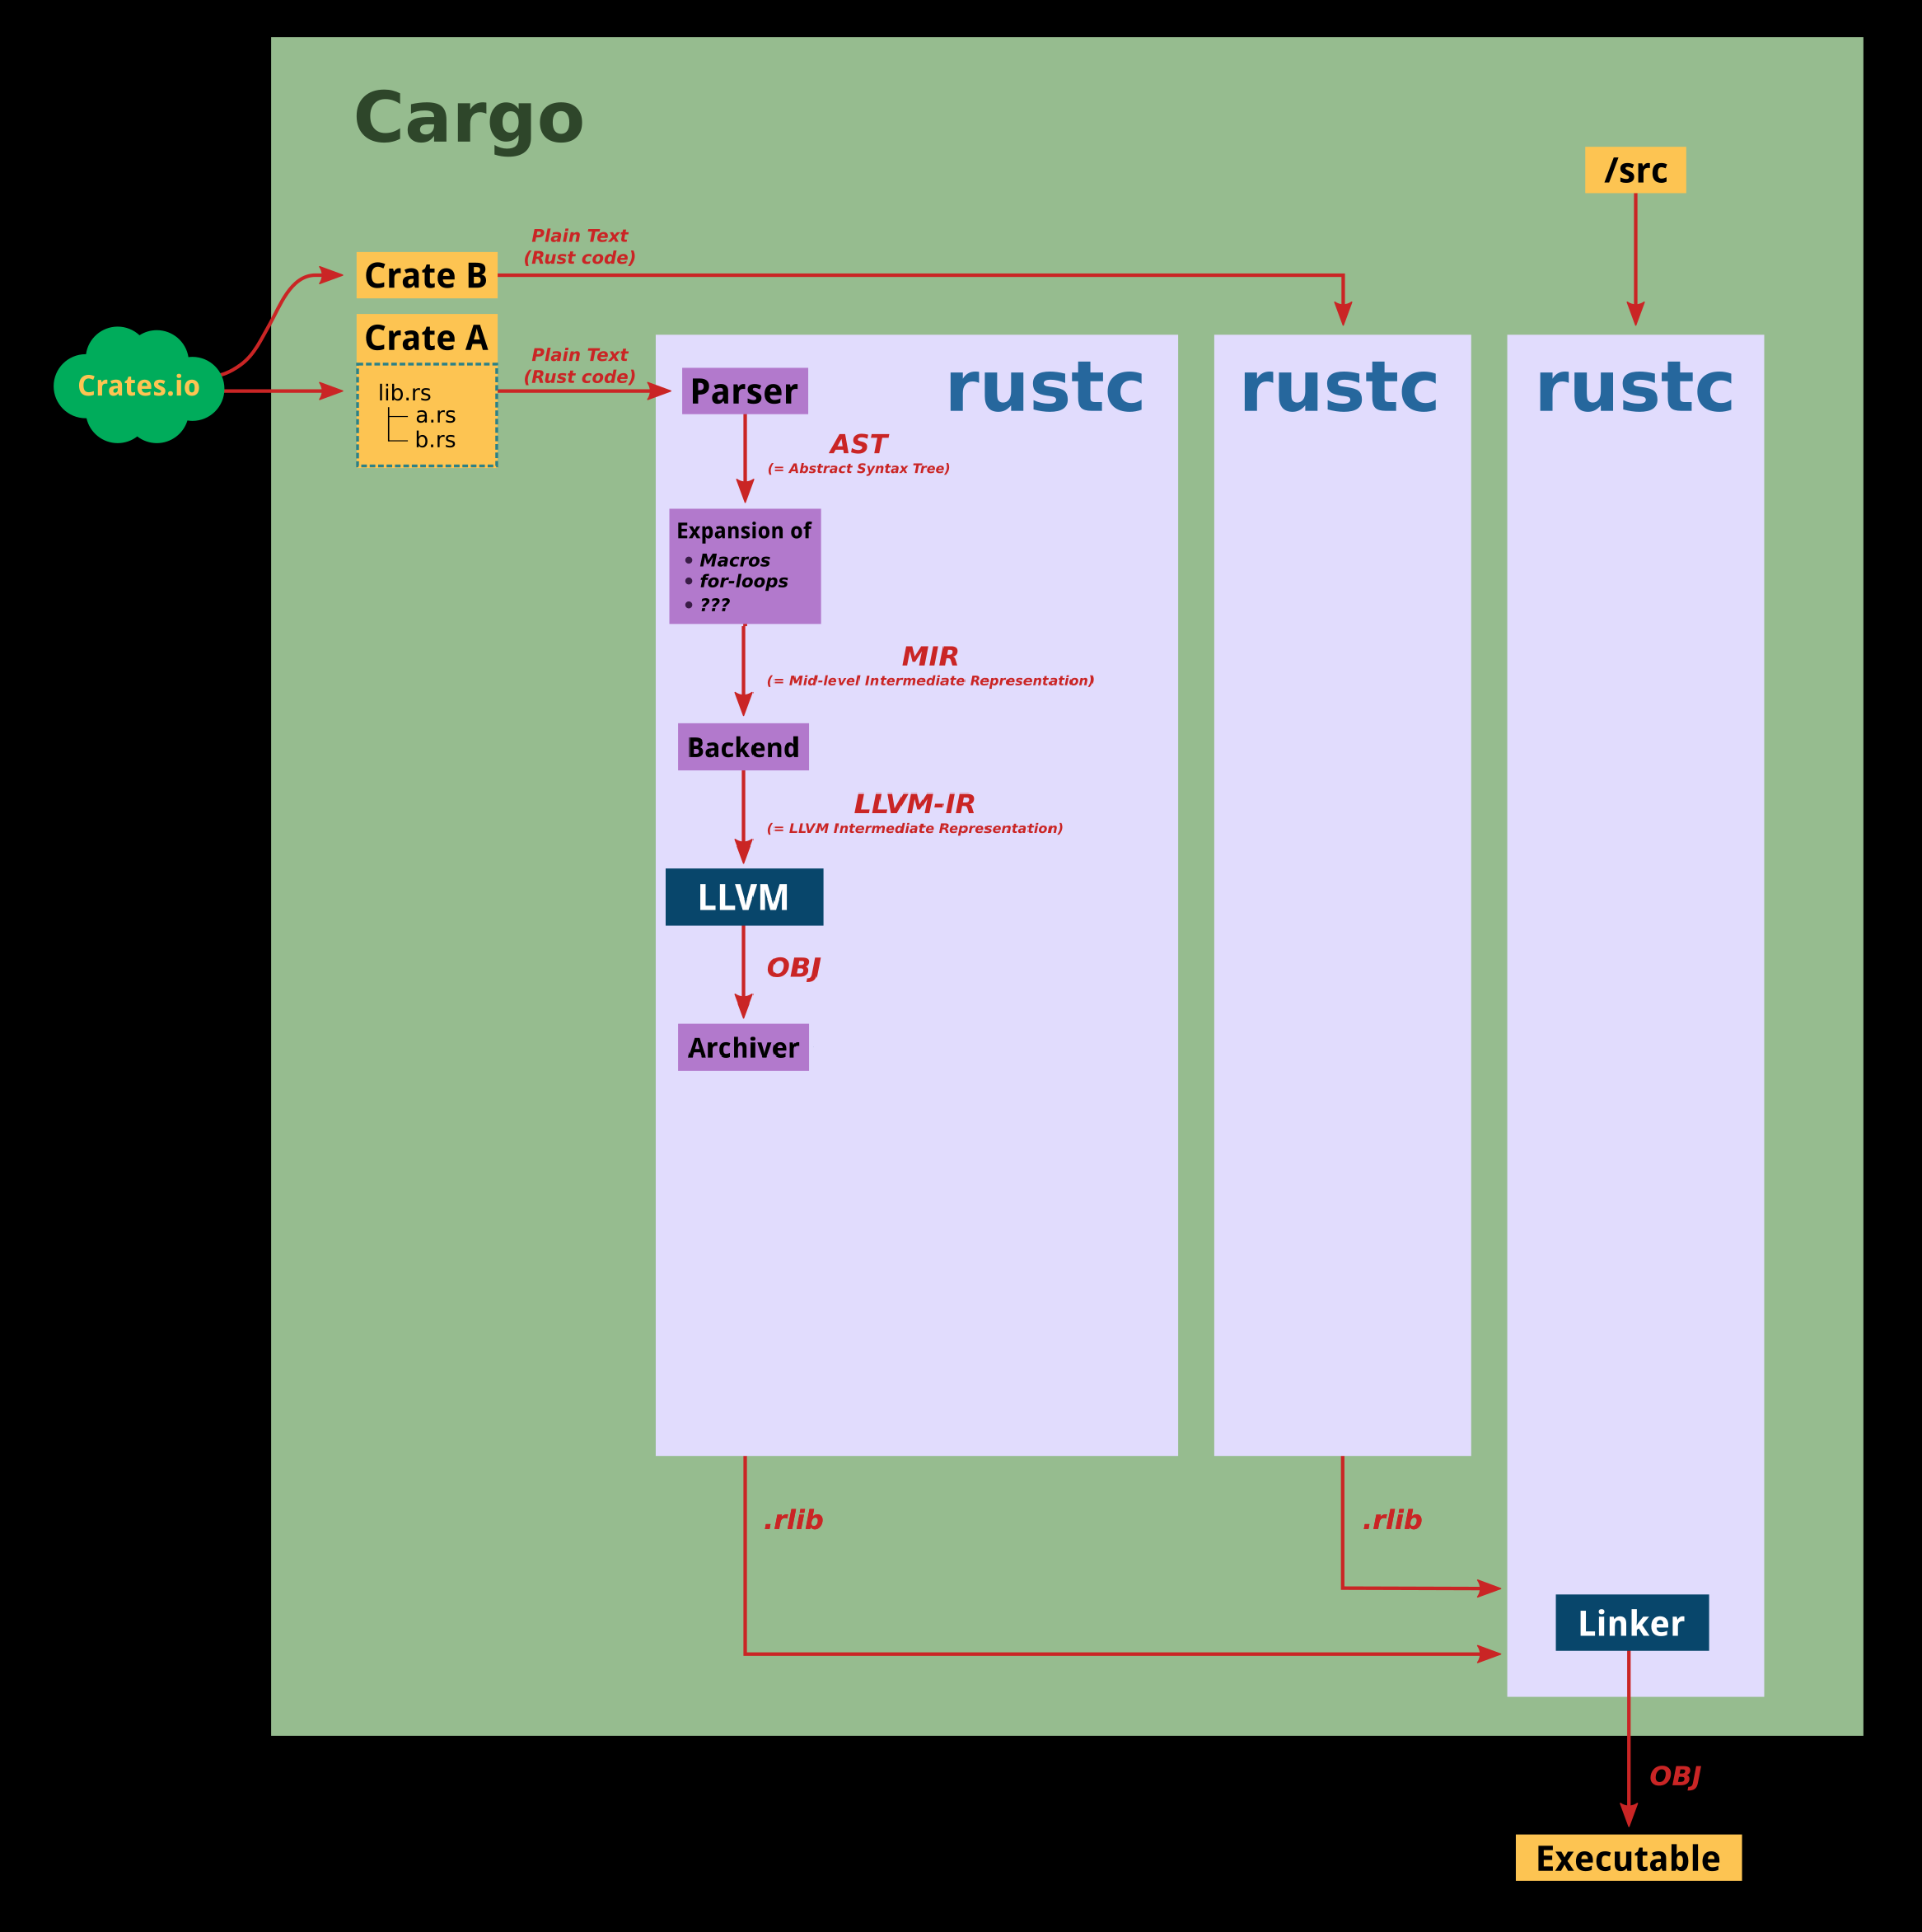 Cargo
/src
Plain Text
(Rust code)
Crate B
Crate A
Crates.io
lib.rs
a.rs
b.rs
Plain Text
(Rust code)
Parser
rustc
rustc
rustc
AST
(= Abstract Syntax Tree)
Expansion of
• Macros
• for-loops
• ???
MIR
(= Mid-level Intermediate Representation)
Backend
LLVM-IR
(= LLVM Intermediate Representation)
LLVM
OBJ
Archiver
.rlib
.rlib
Linker
OBJ
Executable